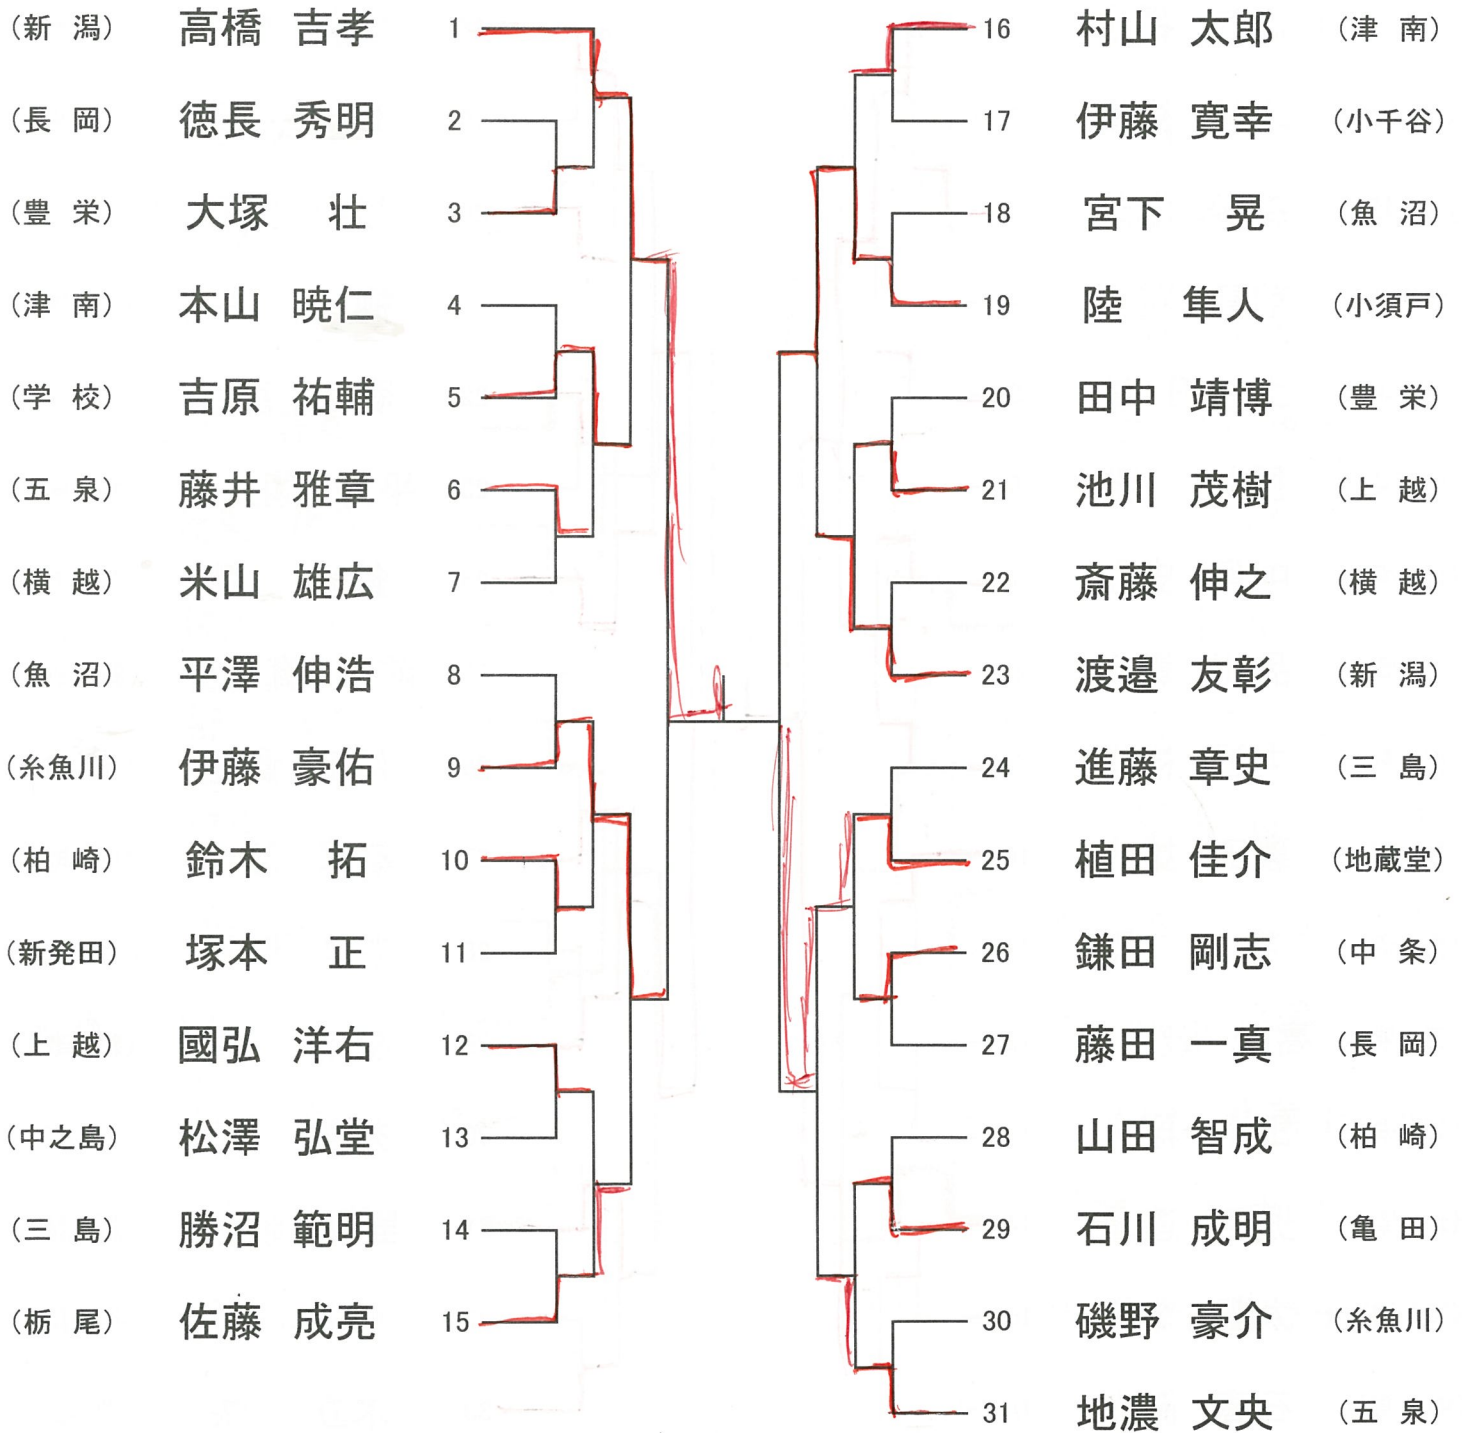 (新 潟) 高橋 吉孝 1
(長 岡) 徳長 秀明 2
(豊 栄) 大塚 壮 3
(津 南) 本山 暁仁 4
(学 校) 吉原 祐輔 5
(五 泉) 藤井 雅章 6
(横 越) 米山 雄広 7
(魚 沼) 平澤 伸浩 8
(糸魚川) 伊藤 豪佑 9
(柏 崎) 鈴木 拓 10
(新発田) 塚本 正 11
(上 越) 國弘 洋右 12
(中之島) 松澤 弘堂 13
(三 島) 勝沼 範明 14
(栃 尾) 佐藤 成亮 15
16 村山 太郎 (津 南)
17 伊藤 寛幸 (小千谷)
18 宮下 晃 (魚 沼)
19 陸 隼人 (小須戸)
20 田中 靖博 (豊 栄)
21 池川 茂樹 (上 越)
22 斎藤 伸之 (横 越)
23 渡邉 友彰 (新 潟)
24 進藤 章史 (三 島)
25 植田 佳介 (地蔵堂)
26 鎌田 剛志 (中 条)
27 藤田 一真 (長 岡)
28 山田 智成 (柏 崎)
29 石川 成明 (亀 田)
30 磯野 豪介 (糸魚川)
31 地濃 文央 (五 泉)